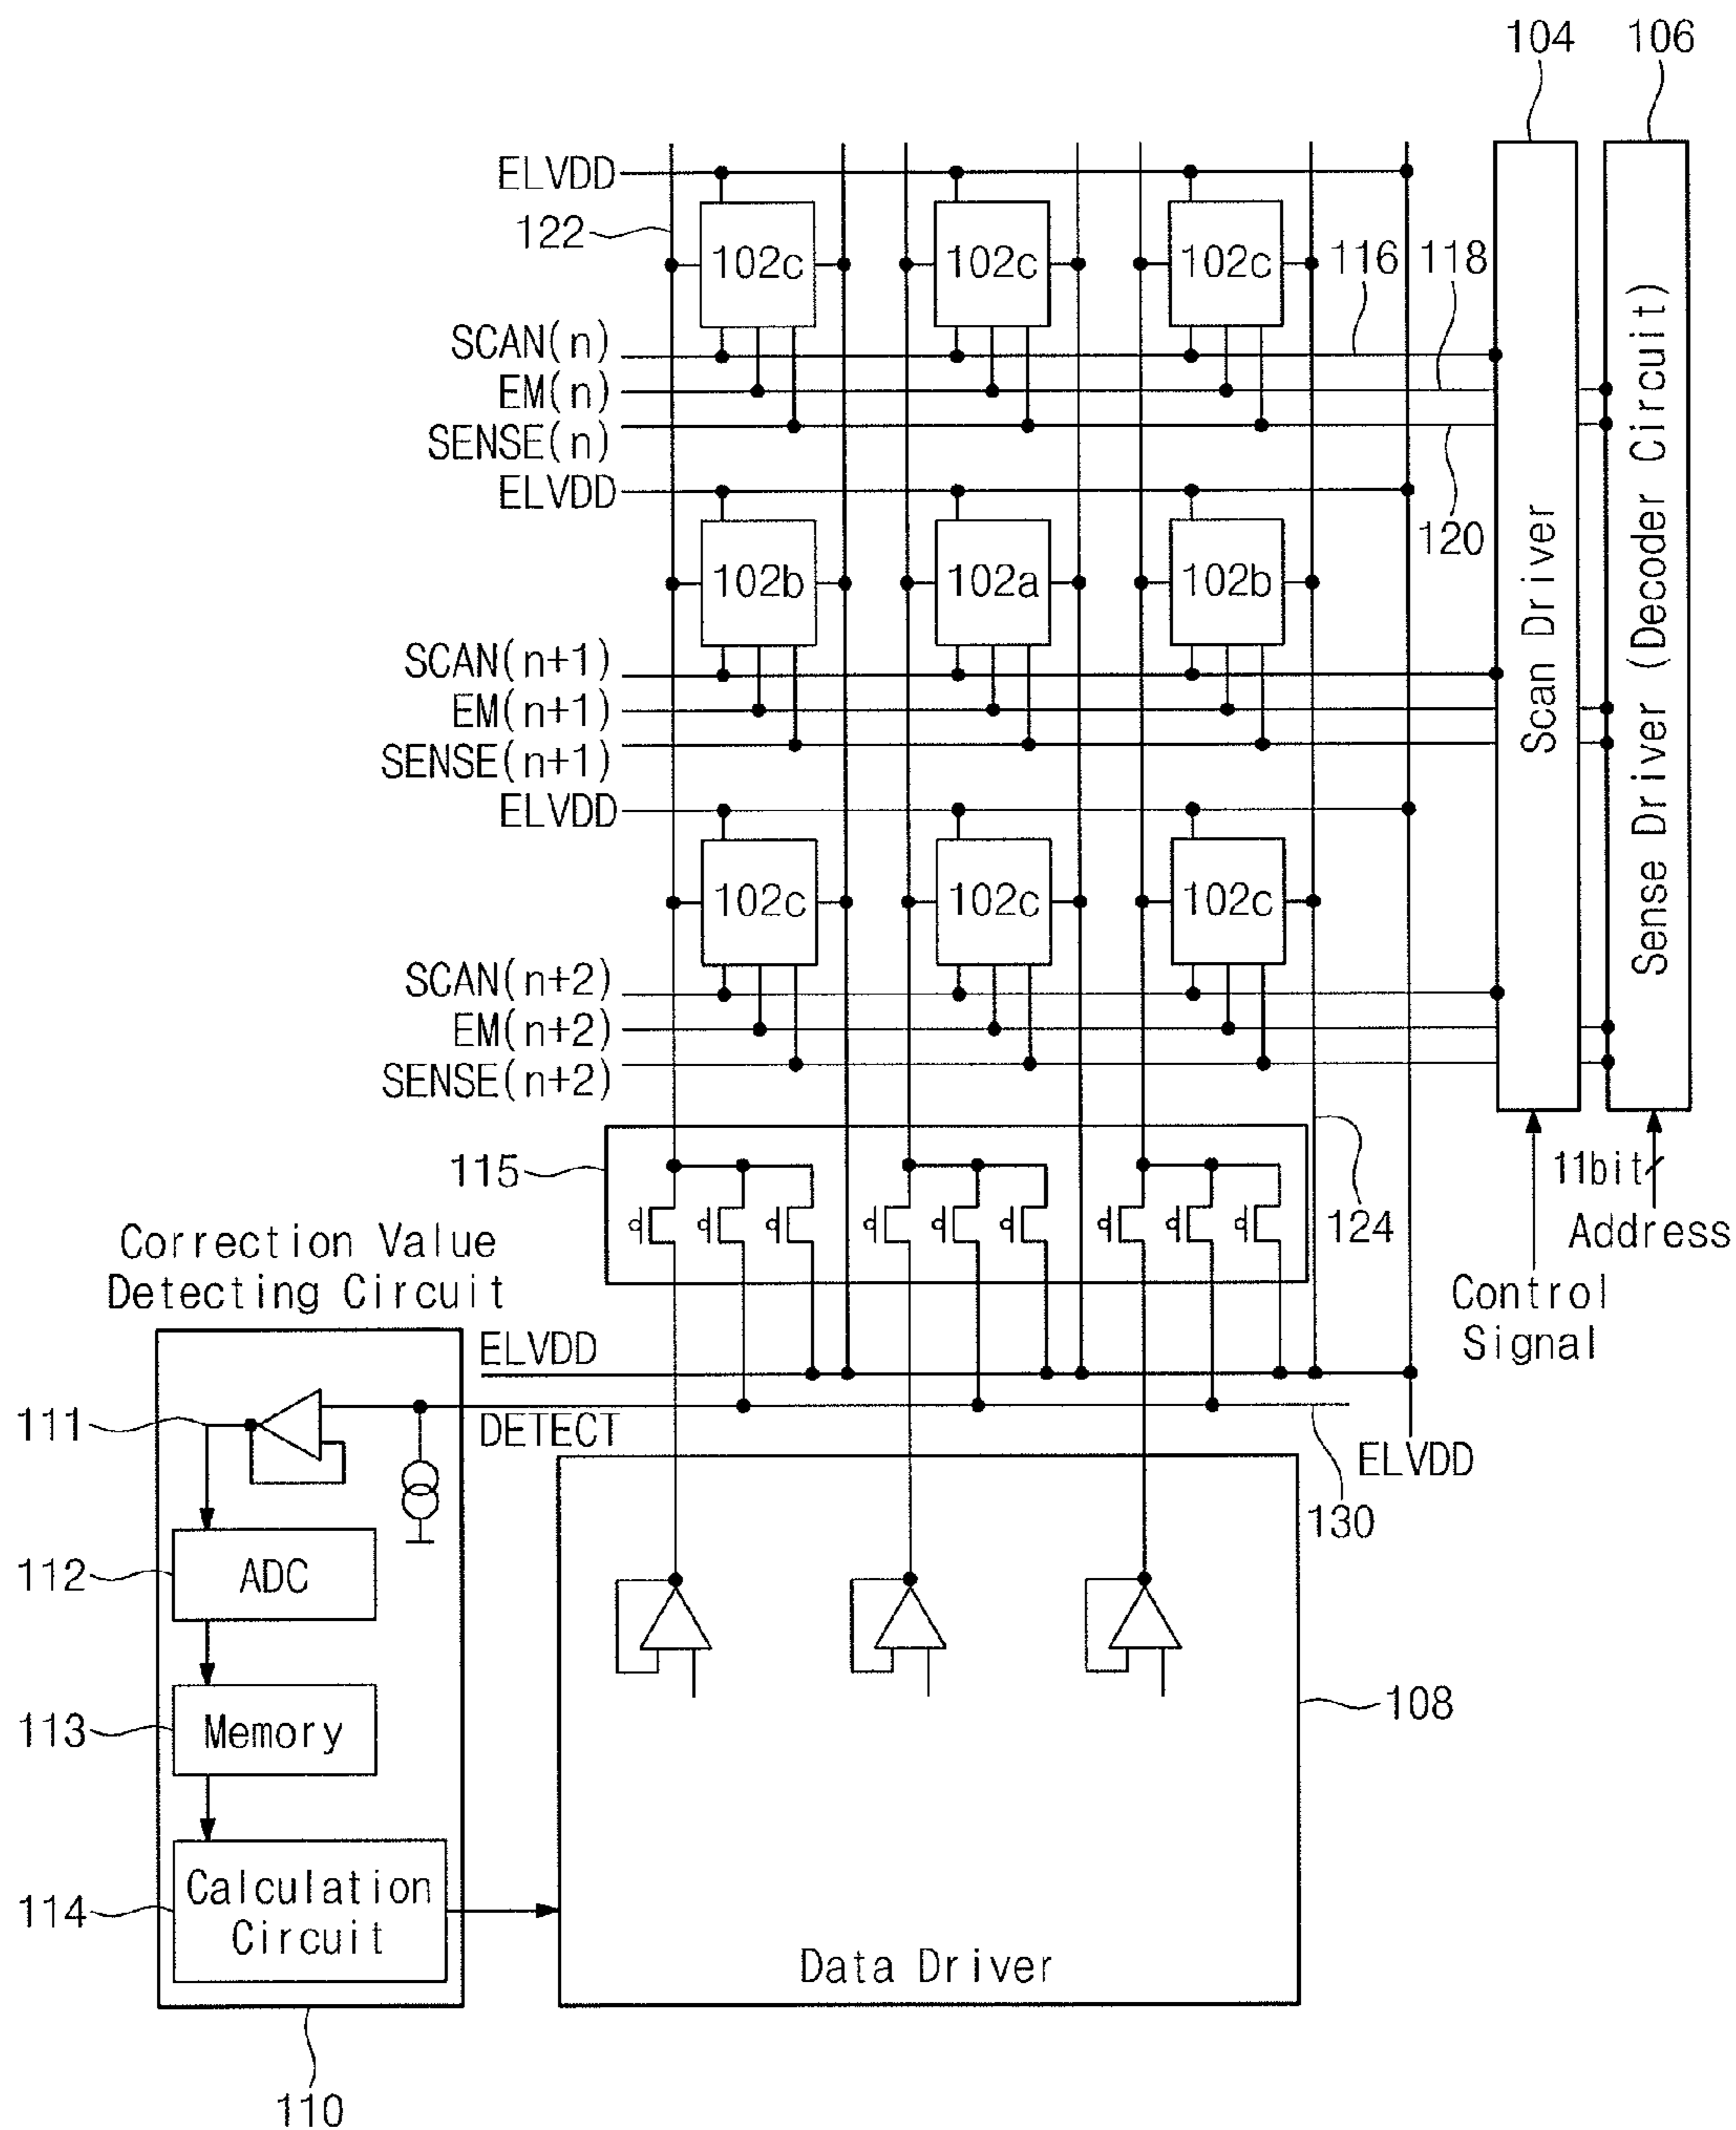 104 106
ELVDD
122
102c 102c 102c
116 118
SCAN(n)
EM(n)
SENSE(n)
120
ELVDD
102b 102a 102b
SCAN(n+1)
EM(n+1)
SENSE(n+1)
ELVDD
102c 102c 102c
SCAN(n+2)
EM(n+2)
SENSE(n+2)
Scan Driver
Sense Driver (Decoder Circuit)
115
124
11bit
Address
Control
Signal
Correction Value
Detecting Circuit
ELVDD
DETECT
ELVDD
130
111
112
ADC
113
Memory
114
Calculation
Circuit
108
Data Driver
110